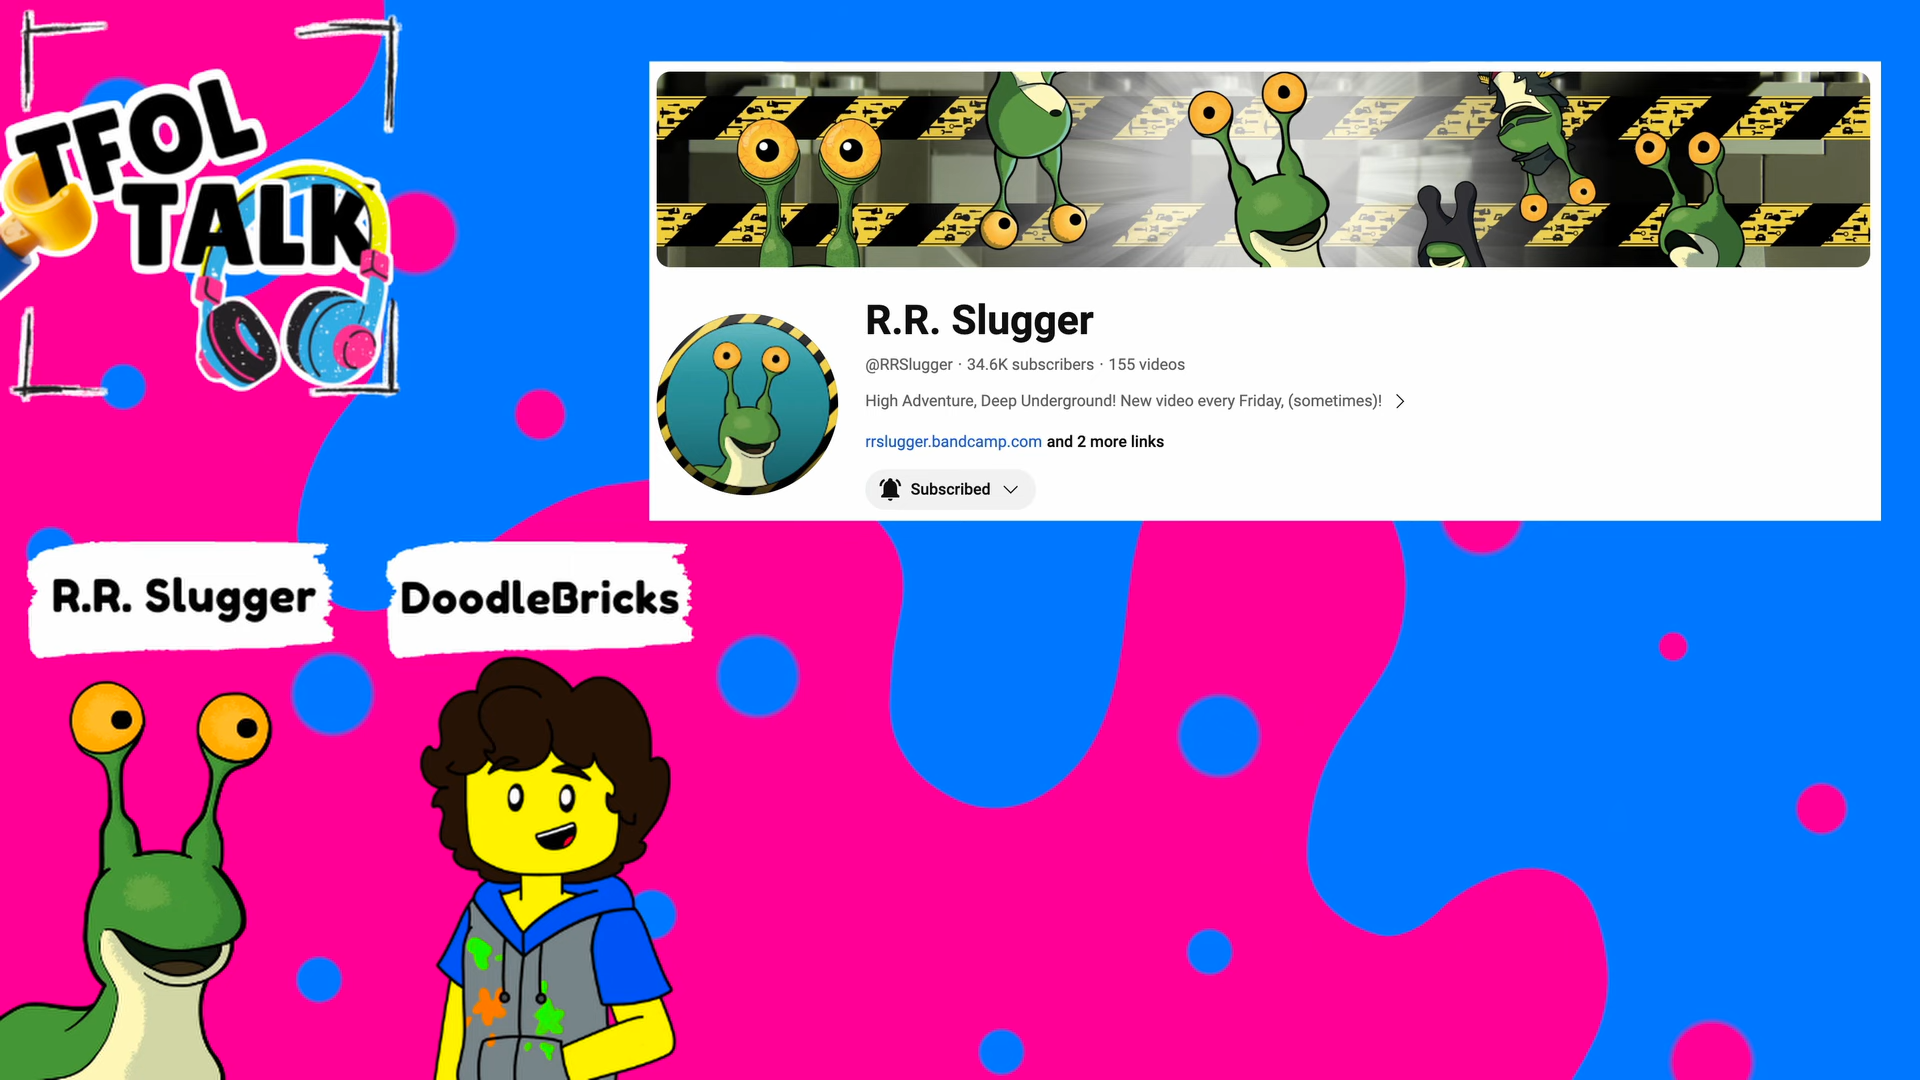 TFOL
TALK
R.R. Slugger
@RRSlugger · 34.6K subscribers · 155 videos
High Adventure, Deep Underground! New video every Friday, (sometimes)!
rrslugger.bandcamp.com and 2 more links
Subscribed
R.R. Slugger
DoodleBricks